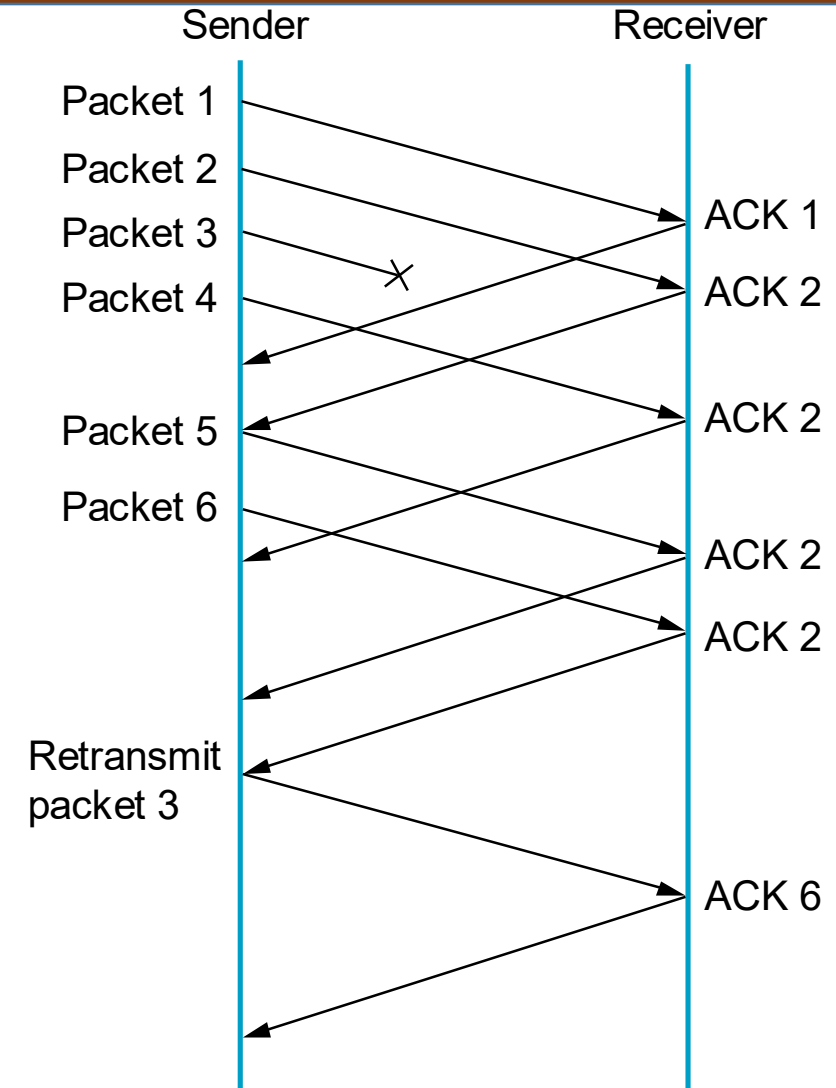 Sender Receiver
Packet 1
Packet 2
ACK 1
Packet 3
Packet 4
ACK 2
ACK 2
Packet 5
Packet 6
ACK 2
ACK 2
Retransmit
packet 3
ACK 6